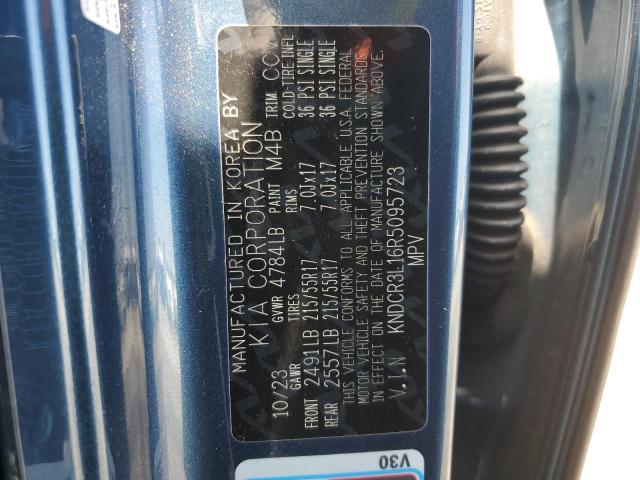 MANUFACTURED IN KOREA BY
KIA CORPORATION
10/23 GVWR 4784LB PAINT M4B TRIM CCV
GAWR TIRES RIMS COLD-TIRE INFL
FRONT 2491LB 215/55R17 7.0JX17 36 PSI SINGLE
REAR 2557LB 215/55R17 7.0JX17 36 PSI SINGLE
THIS VEHICLE CONFORMS TO ALL APPLICABLE U.S.A. FEDERAL
MOTOR VEHICLE SAFETY AND THEFT PREVENTION STANDARDS
IN EFFECT ON THE DATE OF MANUFACTURE SHOWN ABOVE.
V.I.N KNDCR3L16R5095723
MPV
V30